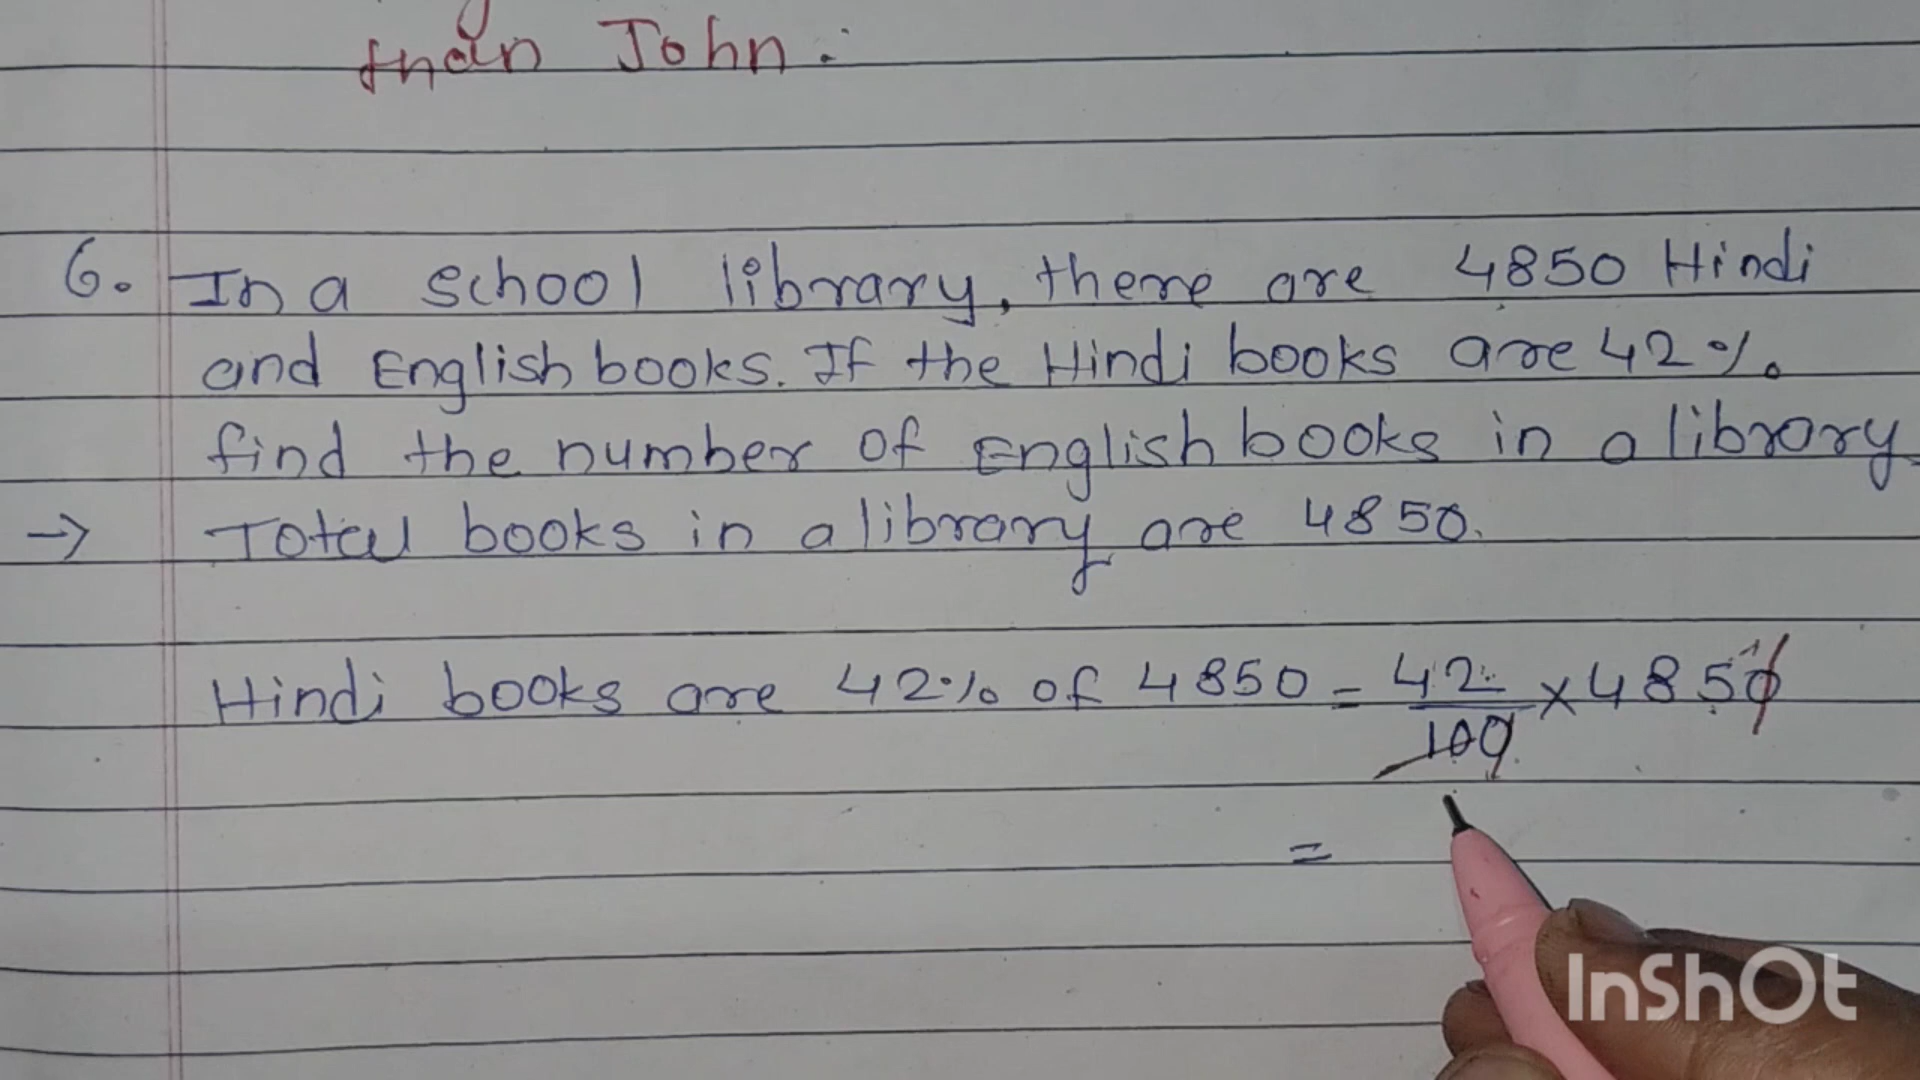 than John.
6. In a school library, there are 4850 Hindi
and English books. If the Hindi books are 42%.
find the number of English books in a library
→ Total books in a library are 4850.
Hindi books are 42% of 4850 = 42/100 × 4850
=
InShOt